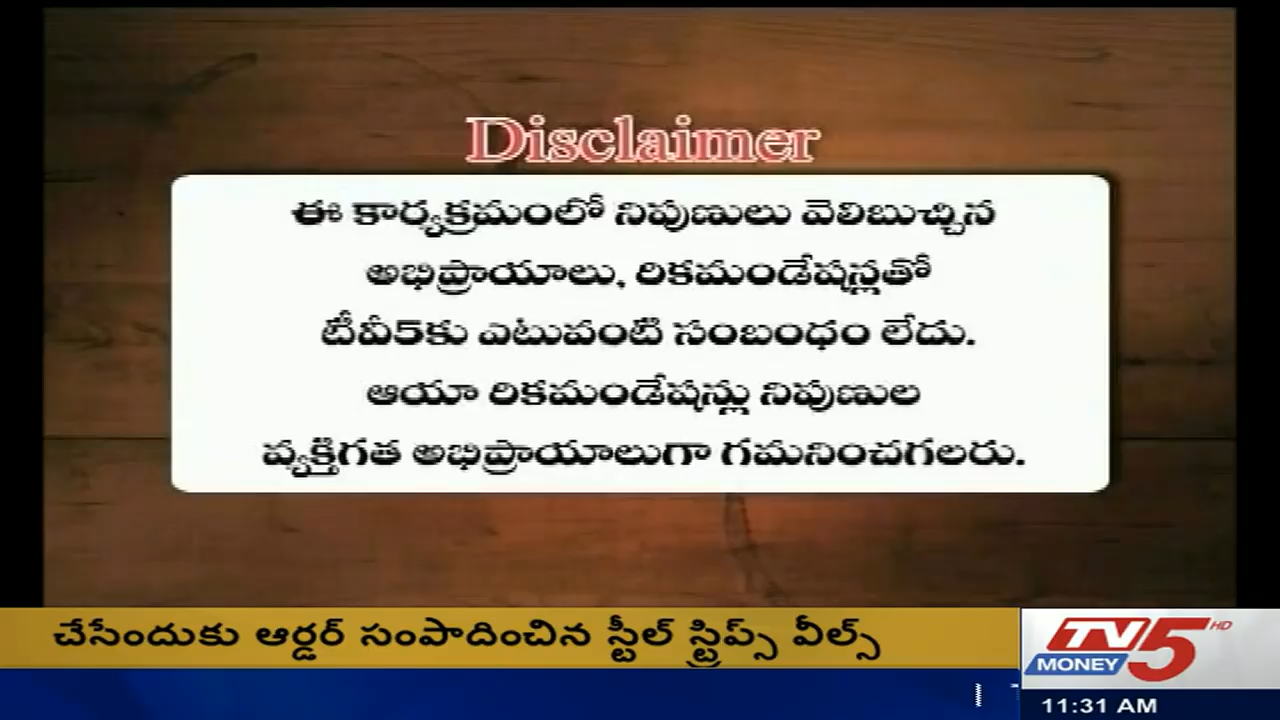 Disclaimer
ఈ కార్యక్రమంలో నిపుణులు వెలిబుచ్చిన
అభిప్రాయాలు, రికమండేషన్లతో
టీవీ5కు ఎటువంటి సంబంధం లేదు.
ఆయా రికమండేషన్లు నిపుణుల
వ్యక్తిగత అభిప్రాయాలుగా గమనించగలరు.
చేసేందుకు ఆర్డర్ సంపాదించిన స్టీల్ స్ట్రిప్స్ వీల్స్
TV5 HD
MONEY
11:31 AM